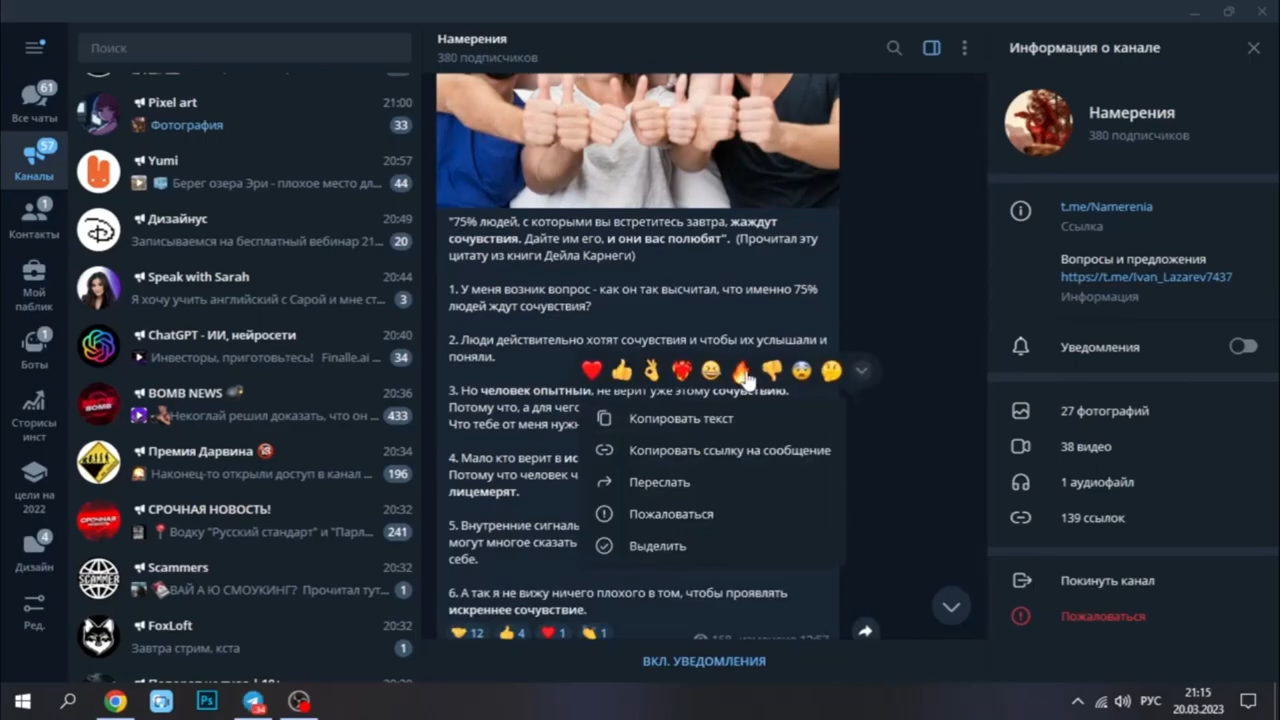 Поиск
61
Все чаты
57
Каналы
1
Контакты
Мой
паблик
1
Боты
Сторисы
инст
цели на
2022
4
Дизайн
Ред.
Pixel art 21:00
Фотография 33
Yumi 20:57
Берег озера Эри - плохое место дл... 44
Дизайнус 20:49
Записываемся на бесплатный вебинар 21... 20
Speak with Sarah 20:44
Я хочу учить английский с Сарой и мне ст... 3
ChatGPT - ИИ, нейросети 20:40
Инвесторы, приготовьтесь! Finalle.ai ... 34
BOMB NEWS 20:36
Некоглай решил доказать, что он ... 433
Премия Дарвина 20:34
Наконец-то открыли доступ в канал ... 196
СРОЧНАЯ НОВОСТЬ! 20:32
Водку "Русский стандарт" и "Парл... 241
Scammers 20:32
ВАЙ А Ю СМОУКИНГ? Прочитал тут... 1
FoxLoft 20:32
Завтра стрим, кста 1
Намерения
380 подписчиков
"75% людей, с которыми вы встретитесь завтра, жаждут
сочувствия. Дайте им его, и они вас полюбят". (Прочитал эту
цитату из книги Дейла Карнеги)
1. У меня возник вопрос - как он так высчитал, что именно 75%
людей ждут сочувствия?
2. Люди действительно хотят сочувствия и чтобы их услышали и
поняли.
3. Но человек опытный, не верит уже этому сочувствию.
Потому что, а для чего
Что тебе от меня нужн
4. Мало кто верит в ис
Потому что человек ч
лицемерят.
5. Внутренние сигналь
могут многое сказать
себе.
6. А так я не вижу ничего плохого в том, чтобы проявлять
искреннее сочувствие.
12 4 1 1
Копировать текст
Копировать ссылку на сообщение
Переслать
Пожаловаться
Выделить
ВКЛ. УВЕДОМЛЕНИЯ
Информация о канале
Намерения
380 подписчиков
t.me/Namerenia
Ссылка
Вопросы и предложения
https://t.me/Ivan_Lazarev7437
Информация
Уведомления
27 фотографий
38 видео
1 аудиофайл
139 ссылок
Покинуть канал
Пожаловаться
Ps
34
РУС
21:15
20.03.2023